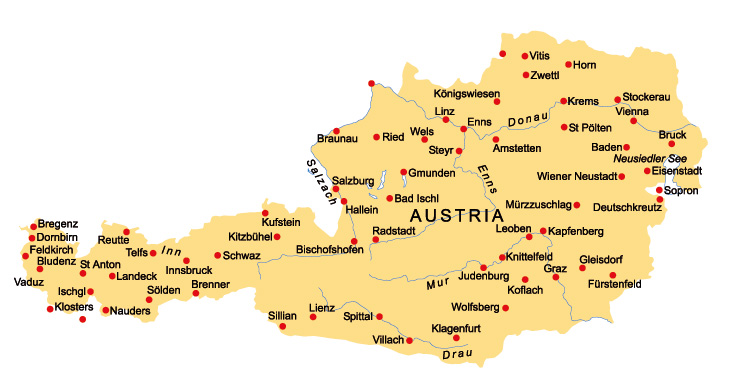 Vitis
Horn
Zwettl
Königswiesen
Krems
Stockerau
Linz
Enns
Donau
Vienna
Braunau
Ried
Wels
St Pölten
Bruck
Steyr
Amstetten
Baden
Neusiedler See
Salzach
Gmunden
Enns
Eisenstadt
Salzburg
Wiener Neustadt
Sopron
Hallein
Bad Ischl
Mürzzuschlag
Deutschkreutz
AUSTRIA
Bregenz
Kufstein
Dornbirn
Reutte
Kitzbühel
Radstadt
Leoben
Kapfenberg
Feldkirch
Telfs
Inn
Bischofshofen
Bludenz
St Anton
Schwaz
Knittelfeld
Gleisdorf
Vaduz
Landeck
Innsbruck
Judenburg
Graz
Ischgl
Sölden
Brenner
Mur
Koflach
Fürstenfeld
Klosters
Nauders
Lienz
Wolfsberg
Sillian
Spittal
Klagenfurt
Villach
Drau